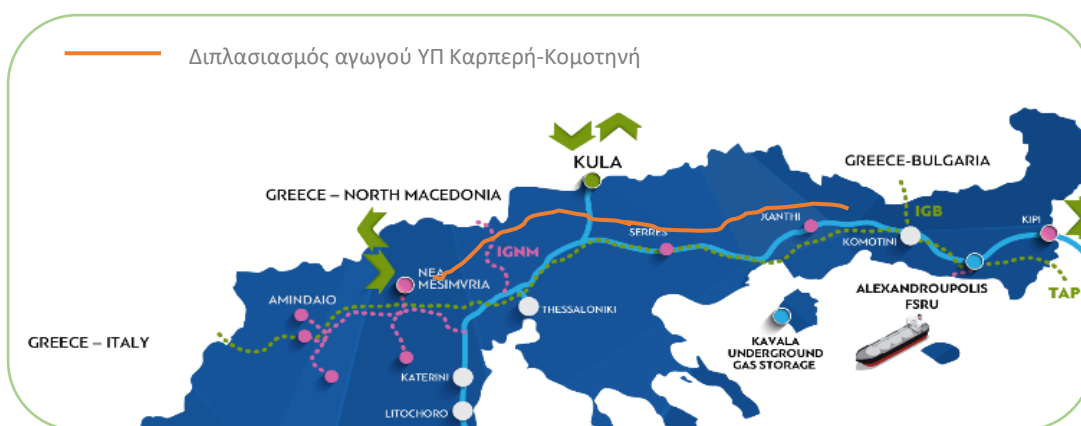 Διπλασιασμός αγωγού ΥΠ Καρπερή-Κομοτηνή
KULA
GREECE-BULGARIA
GREECE – NORTH MACEDONIA
IGB
XANTHI
KIPI
SERRES
KOMOTINI
IGNM
NEA
MESIMVRIA
ALEXANDROUPOLIS
FSRU
TAP
AMINDAIO
THESSALONIKI
GREECE – ITALY
KAVALA
UNDERGROUND
GAS STORAGE
KATERINI
LITOCHORO